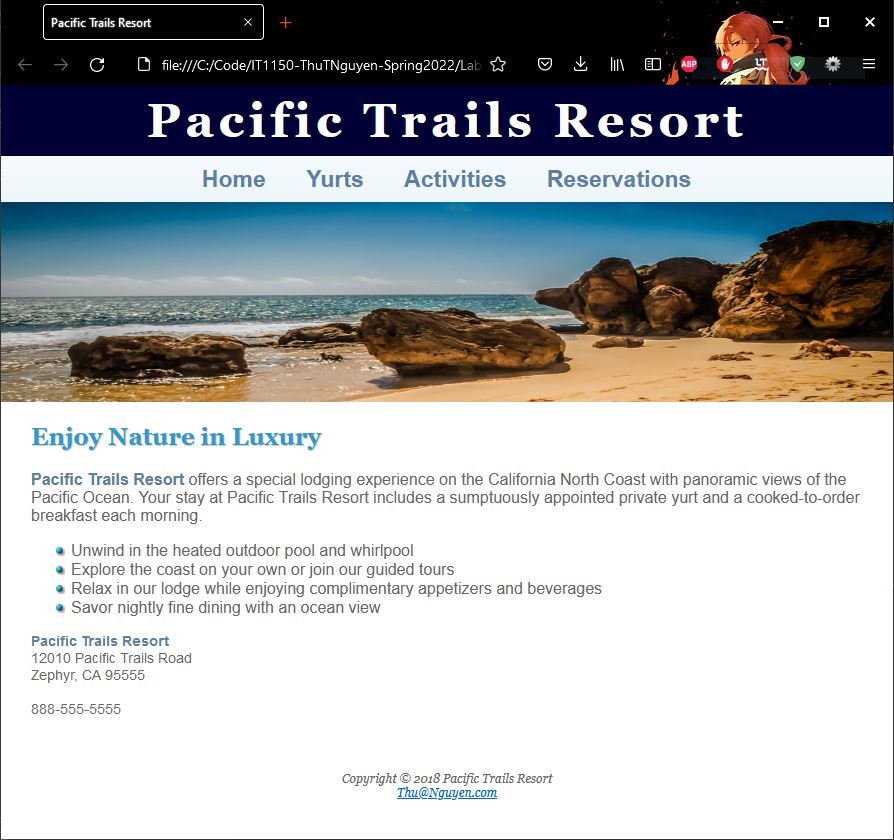 Pacific Trails Resort
file:///C:/Code/IT1150-ThuTNguyen-Spring2022/Lab
ABP
LT
Pacific Trails Resort
Home Yurts Activities Reservations
Enjoy Nature in Luxury
Pacific Trails Resort offers a special lodging experience on the California North Coast with panoramic views of the
Pacific Ocean. Your stay at Pacific Trails Resort includes a sumptuously appointed private yurt and a cooked-to-order
breakfast each morning.
Unwind in the heated outdoor pool and whirlpool
Explore the coast on your own or join our guided tours
Relax in our lodge while enjoying complimentary appetizers and beverages
Savor nightly fine dining with an ocean view
Pacific Trails Resort
12010 Pacific Trails Road
Zephyr, CA 95555
888-555-5555
Copyright © 2018 Pacific Trails Resort
Thu@Nguyen.com